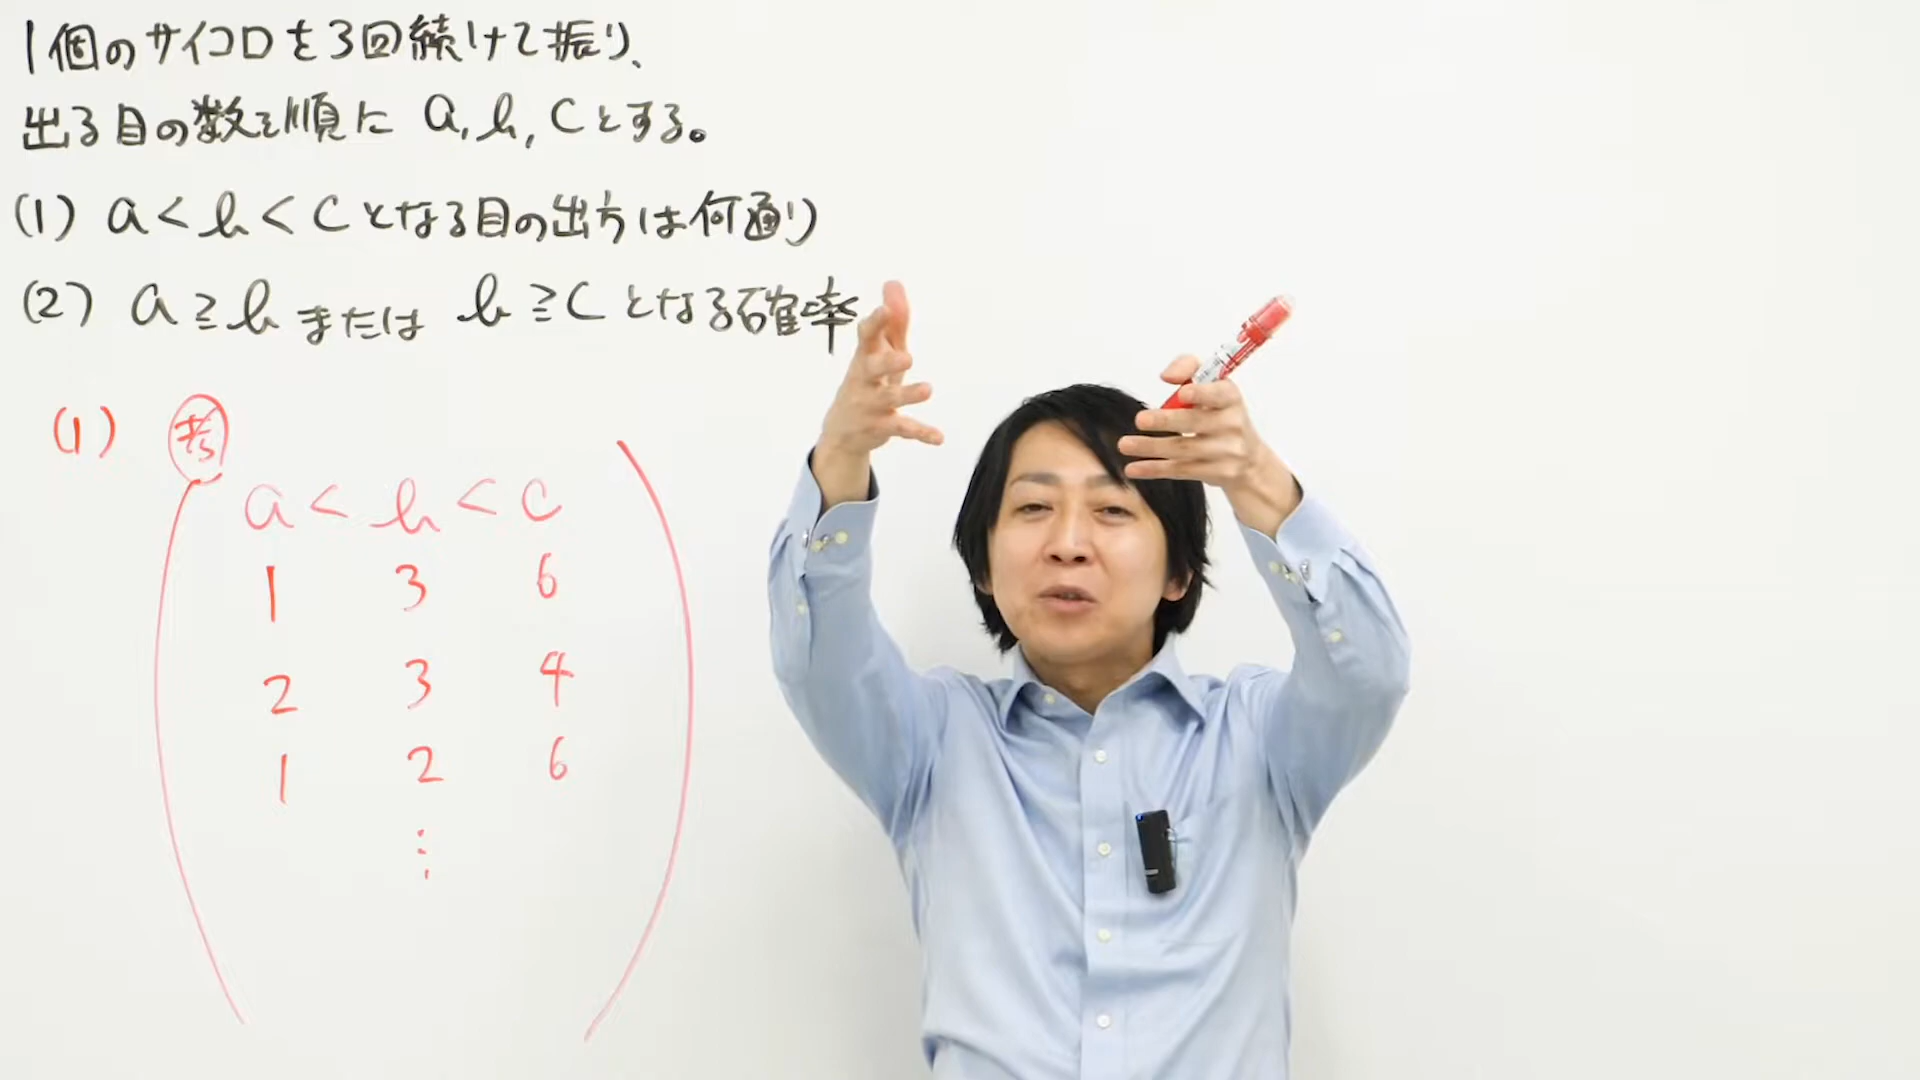 1個のサイコロを3回続けて振り、
出る目の数を順に a, b, c とする。
(1) a < b < c となる目の出方は何通り
(2) a ≧ b または b ≧ c となる確率
(1) 考
a < b < c
1 3 6
2 3 4
1 2 6
⋮